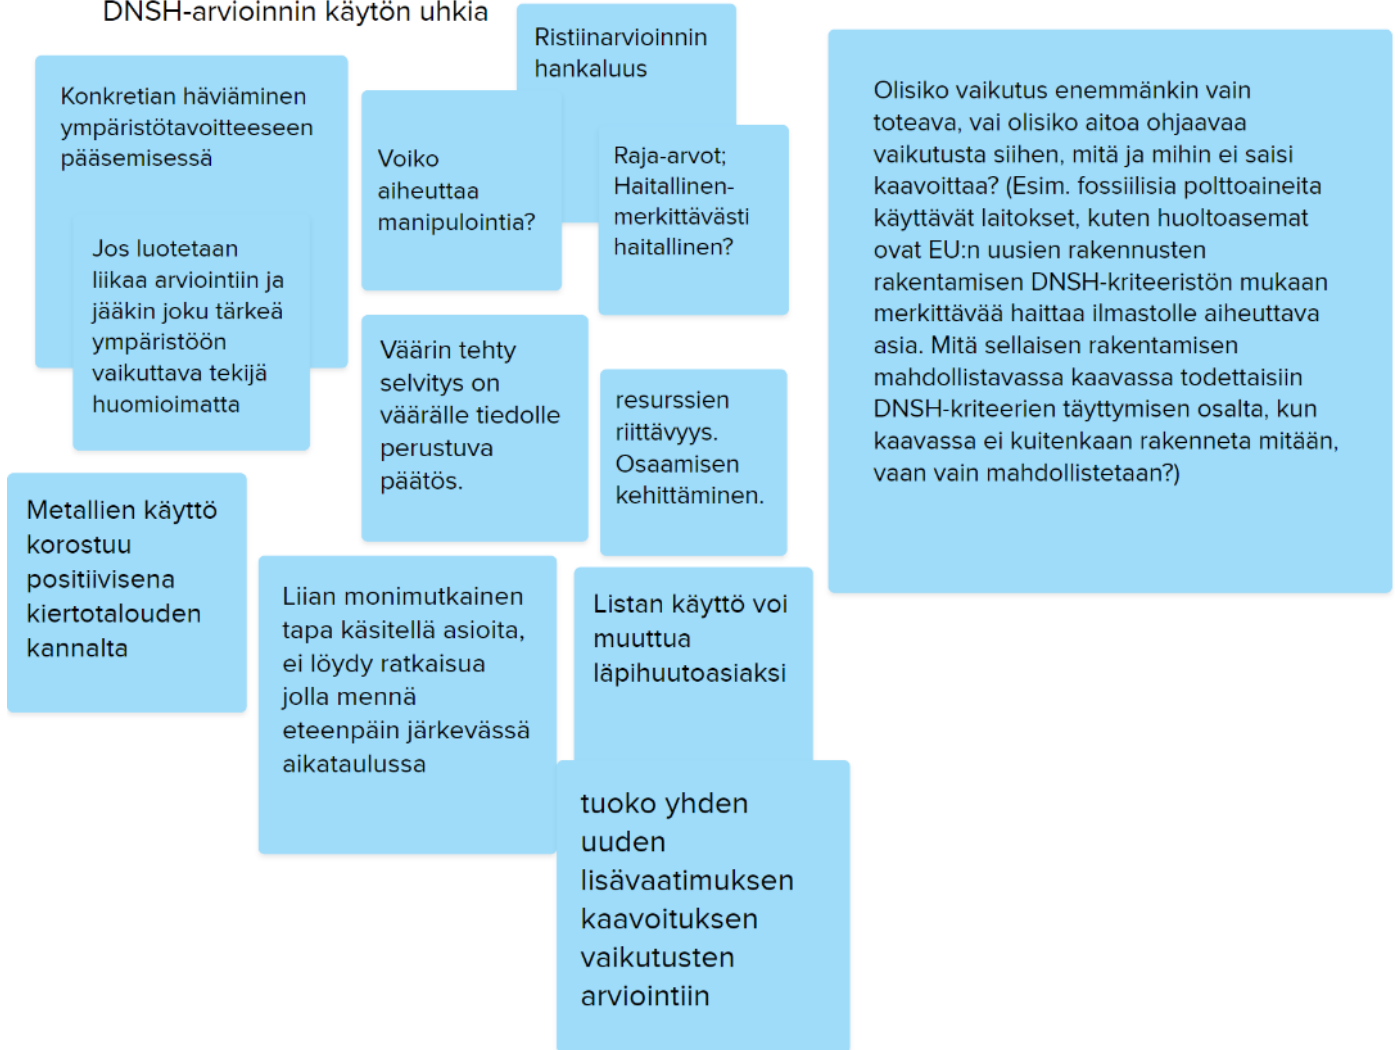 DNSH-arvioinnin käytön uhkia
Ristiinarvioinnin
hankaluus
Konkretian häviäminen
ympäristötavoitteeseen
pääsemisessä
Voiko
aiheuttaa
manipulointia?
Raja-arvot;
Haitallinen-
merkittävästi
haitallinen?
Jos luotetaan
liikaa arviointiin ja
jääkin joku tärkeä
ympäristöön
vaikuttava tekijä
huomioimatta
Väärin tehty
selvitys on
väärälle tiedolle
perustuva
päätös.
resurssien
riittävyys.
Osaamisen
kehittäminen.
Olisiko vaikutus enemmänkin vain
toteava, vai olisiko aitoa ohjaavaa
vaikutusta siihen, mitä ja mihin ei saisi
kaavoittaa? (Esim. fossiilisia polttoaineita
käyttävät laitokset, kuten huoltoasemat
ovat EU:n uusien rakennusten
rakentamisen DNSH-kriteeristön mukaan
merkittävää haittaa ilmastolle aiheuttava
asia. Mitä sellaisen rakentamisen
mahdollistavassa kaavassa todettaisiin
DNSH-kriteerien täyttymisen osalta, kun
kaavassa ei kuitenkaan rakenneta mitään,
vaan vain mahdollistetaan?)
Metallien käyttö
korostuu
positiivisena
kiertotalouden
kannalta
Liian monimutkainen
tapa käsitellä asioita,
ei löydy ratkaisua
jolla mennä
eteenpäin järkevässä
aikataulussa
Listan käyttö voi
muuttua
läpihuutoasiaksi
tuoko yhden
uuden
lisävaatimuksen
kaavoituksen
vaikutusten
arviointiin